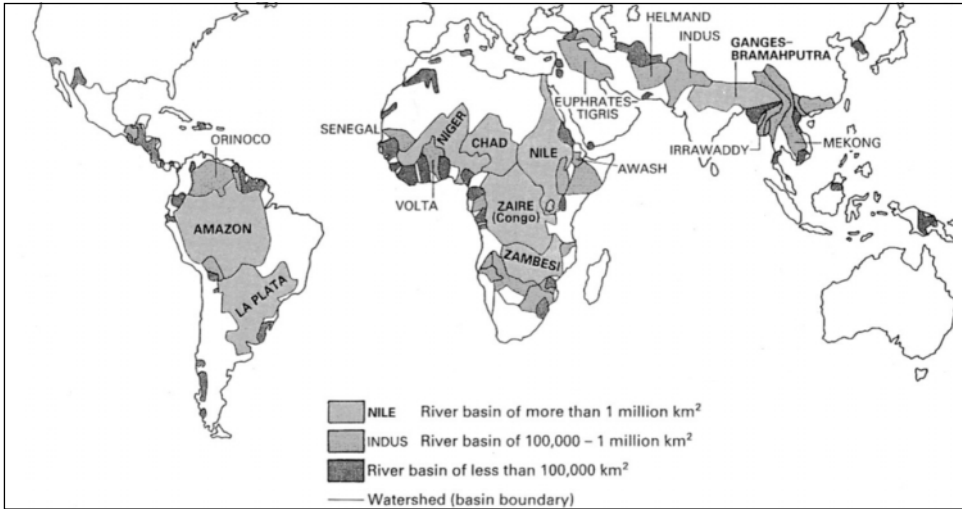 HELMAND
INDUS
GANGES-
BRAMAHPUTRA
EUPHRATES-
TIGRIS
SENEGAL
NIGER
CHAD
NILE
ORINOCO
IRRAWADDY
MEKONG
AWASH
VOLTA
ZAIRE
(Congo)
AMAZON
ZAMBESI
LA PLATA
NILE River basin of more than 1 million km²
INDUS River basin of 100,000 – 1 million km²
River basin of less than 100,000 km²
Watershed (basin boundary)